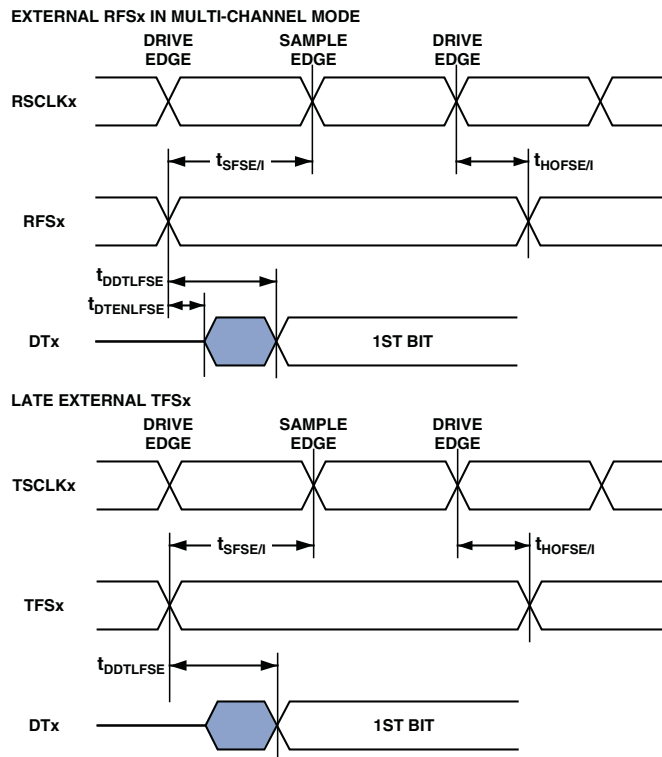 EXTERNAL RFSx IN MULTI-CHANNEL MODE
DRIVE EDGE
SAMPLE EDGE
DRIVE EDGE
RSCLKx
tSFSE/I
tHOFSE/I
RFSx
tDDTLFSE
tDTENLFSE
DTx
1ST BIT
LATE EXTERNAL TFSx
DRIVE EDGE
SAMPLE EDGE
DRIVE EDGE
TSCLKx
tSFSE/I
tHOFSE/I
TFSx
tDDTLFSE
DTx
1ST BIT